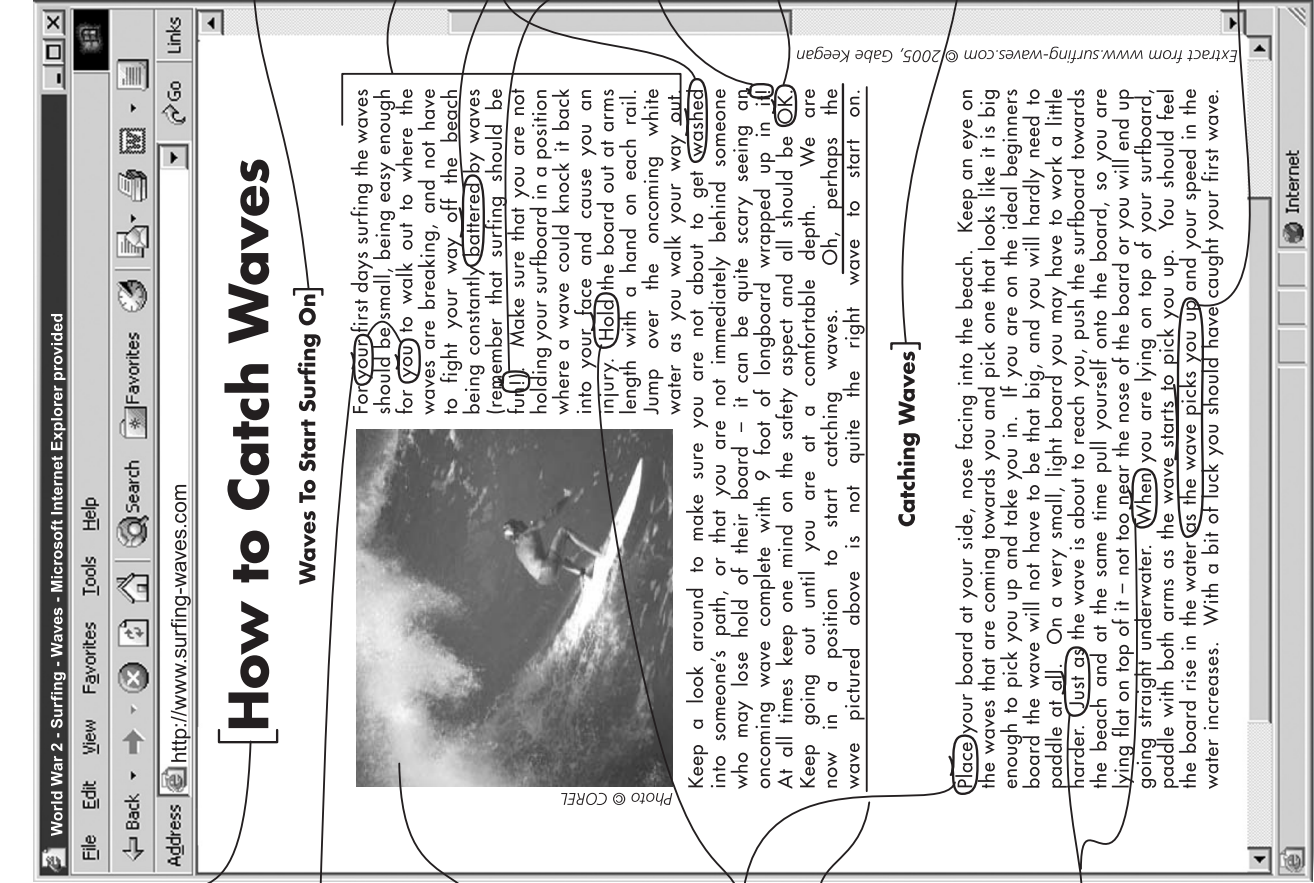 World War 2 - Surfing - Waves - Microsoft Internet Explorer provided
File Edit View Favorites Tools Help
Back Search Favorites
Address http://www.surfing-waves.com Go Links
How to Catch Waves
Waves To Start Surfing On
For your first days surfing the waves
should be small, being easy enough
for you to walk out to where the
waves are breaking, and not have
to fight your way off the beach
being constantly battered by waves
(remember that surfing should be
fun!). Make sure that you are not
holding your surfboard in a position
where a wave could knock it back
into your face and cause you an
injury. Hold the board out at arms
length with a hand on each rail.
Jump over the oncoming white
water as you walk your way out.
Photo © COREL
Keep a look around to make sure you are not about to get washed
into someone's path, or that you are not immediately behind someone
who may lose hold of their board – it can be quite scary seeing an
oncoming wave complete with 9 foot of longboard wrapped up in it!
At all times keep one mind on the safety aspect and all should be OK.
Keep going out until you are at a comfortable depth. We are
now in a position to start catching waves. Oh, perhaps the
wave pictured above is not quite the right wave to start on.
Catching Waves
Place your board at your side, nose facing into the beach. Keep an eye on
the waves that are coming towards you and pick one that looks like it is big
enough to pick you up and take you in. If you are on the ideal beginners
board the wave will not have to be that big, and you will hardly need to
paddle at all. On a very small, light board you may have to work a little
harder. Just as the wave is about to reach you, push the surfboard towards
the beach and at the same time pull yourself onto the board, so you are
lying flat on top of it – not too near the nose of the board or you will end up
going straight underwater. When you are lying on top of your surfboard,
paddle with both arms as the wave starts to pick you up. You should feel
the board rise in the water as the wave picks you up and your speed in the
water increases. With a bit of luck you should have caught your first wave.
Extract from www.surfing-waves.com © 2005, Gabe Keegan
Internet